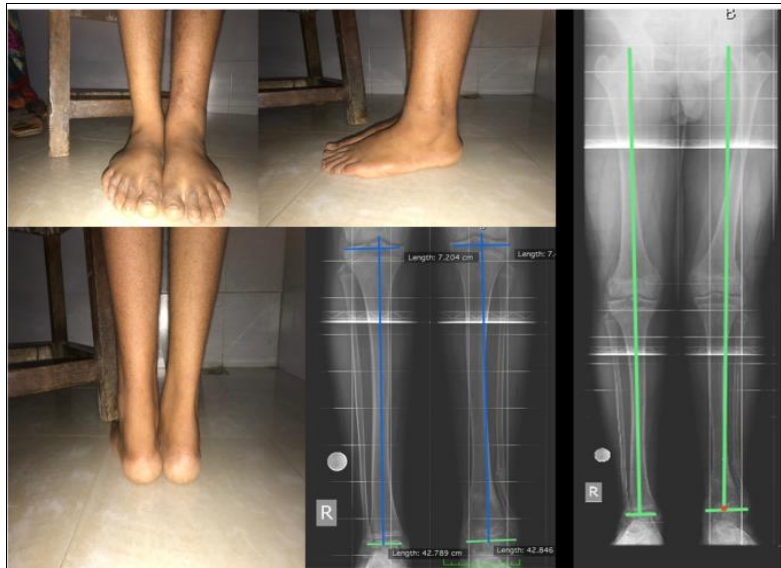 B
Length: 7.204 cm
Length: 7.
R
R
Length: 42.789 cm
Length: 42.846